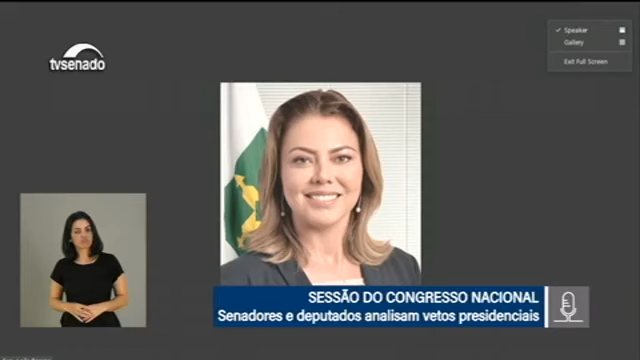 tvsenado
Speaker
Gallery
Exit Full Screen
SESSÃO DO CONGRESSO NACIONAL
Senadores e deputados analisam vetos presidenciais